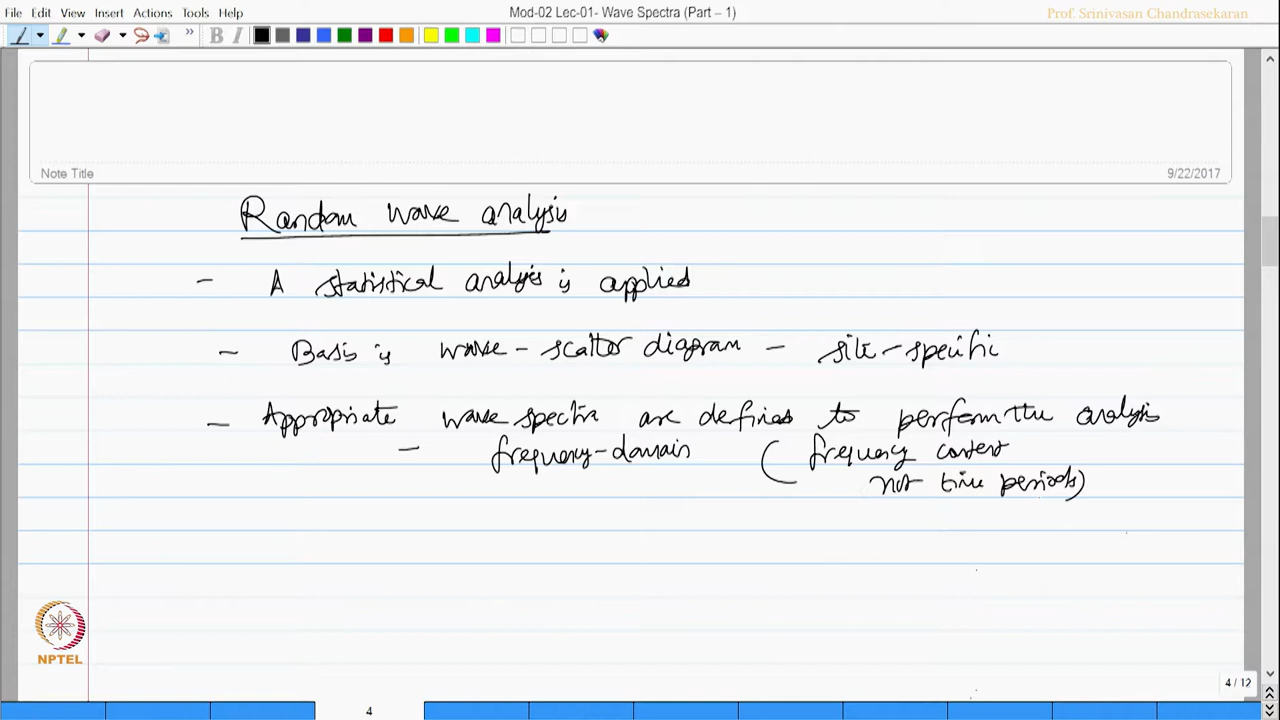 File Edit View Insert Actions Tools Help
Mod-02 Lec-01- Wave Spectra (Part – 1)
Prof. Srinivasan Chandrasekaran
B I
Note Title
9/22/2017
Random wave analysis
- A statistical analysis is applied
- Basis is wave-scatter diagram - site-specific
- Appropriate wave spectra are defined to perform the analysis
- frequency-domain (frequency content
not time periods)
NPTEL
4 / 12
4